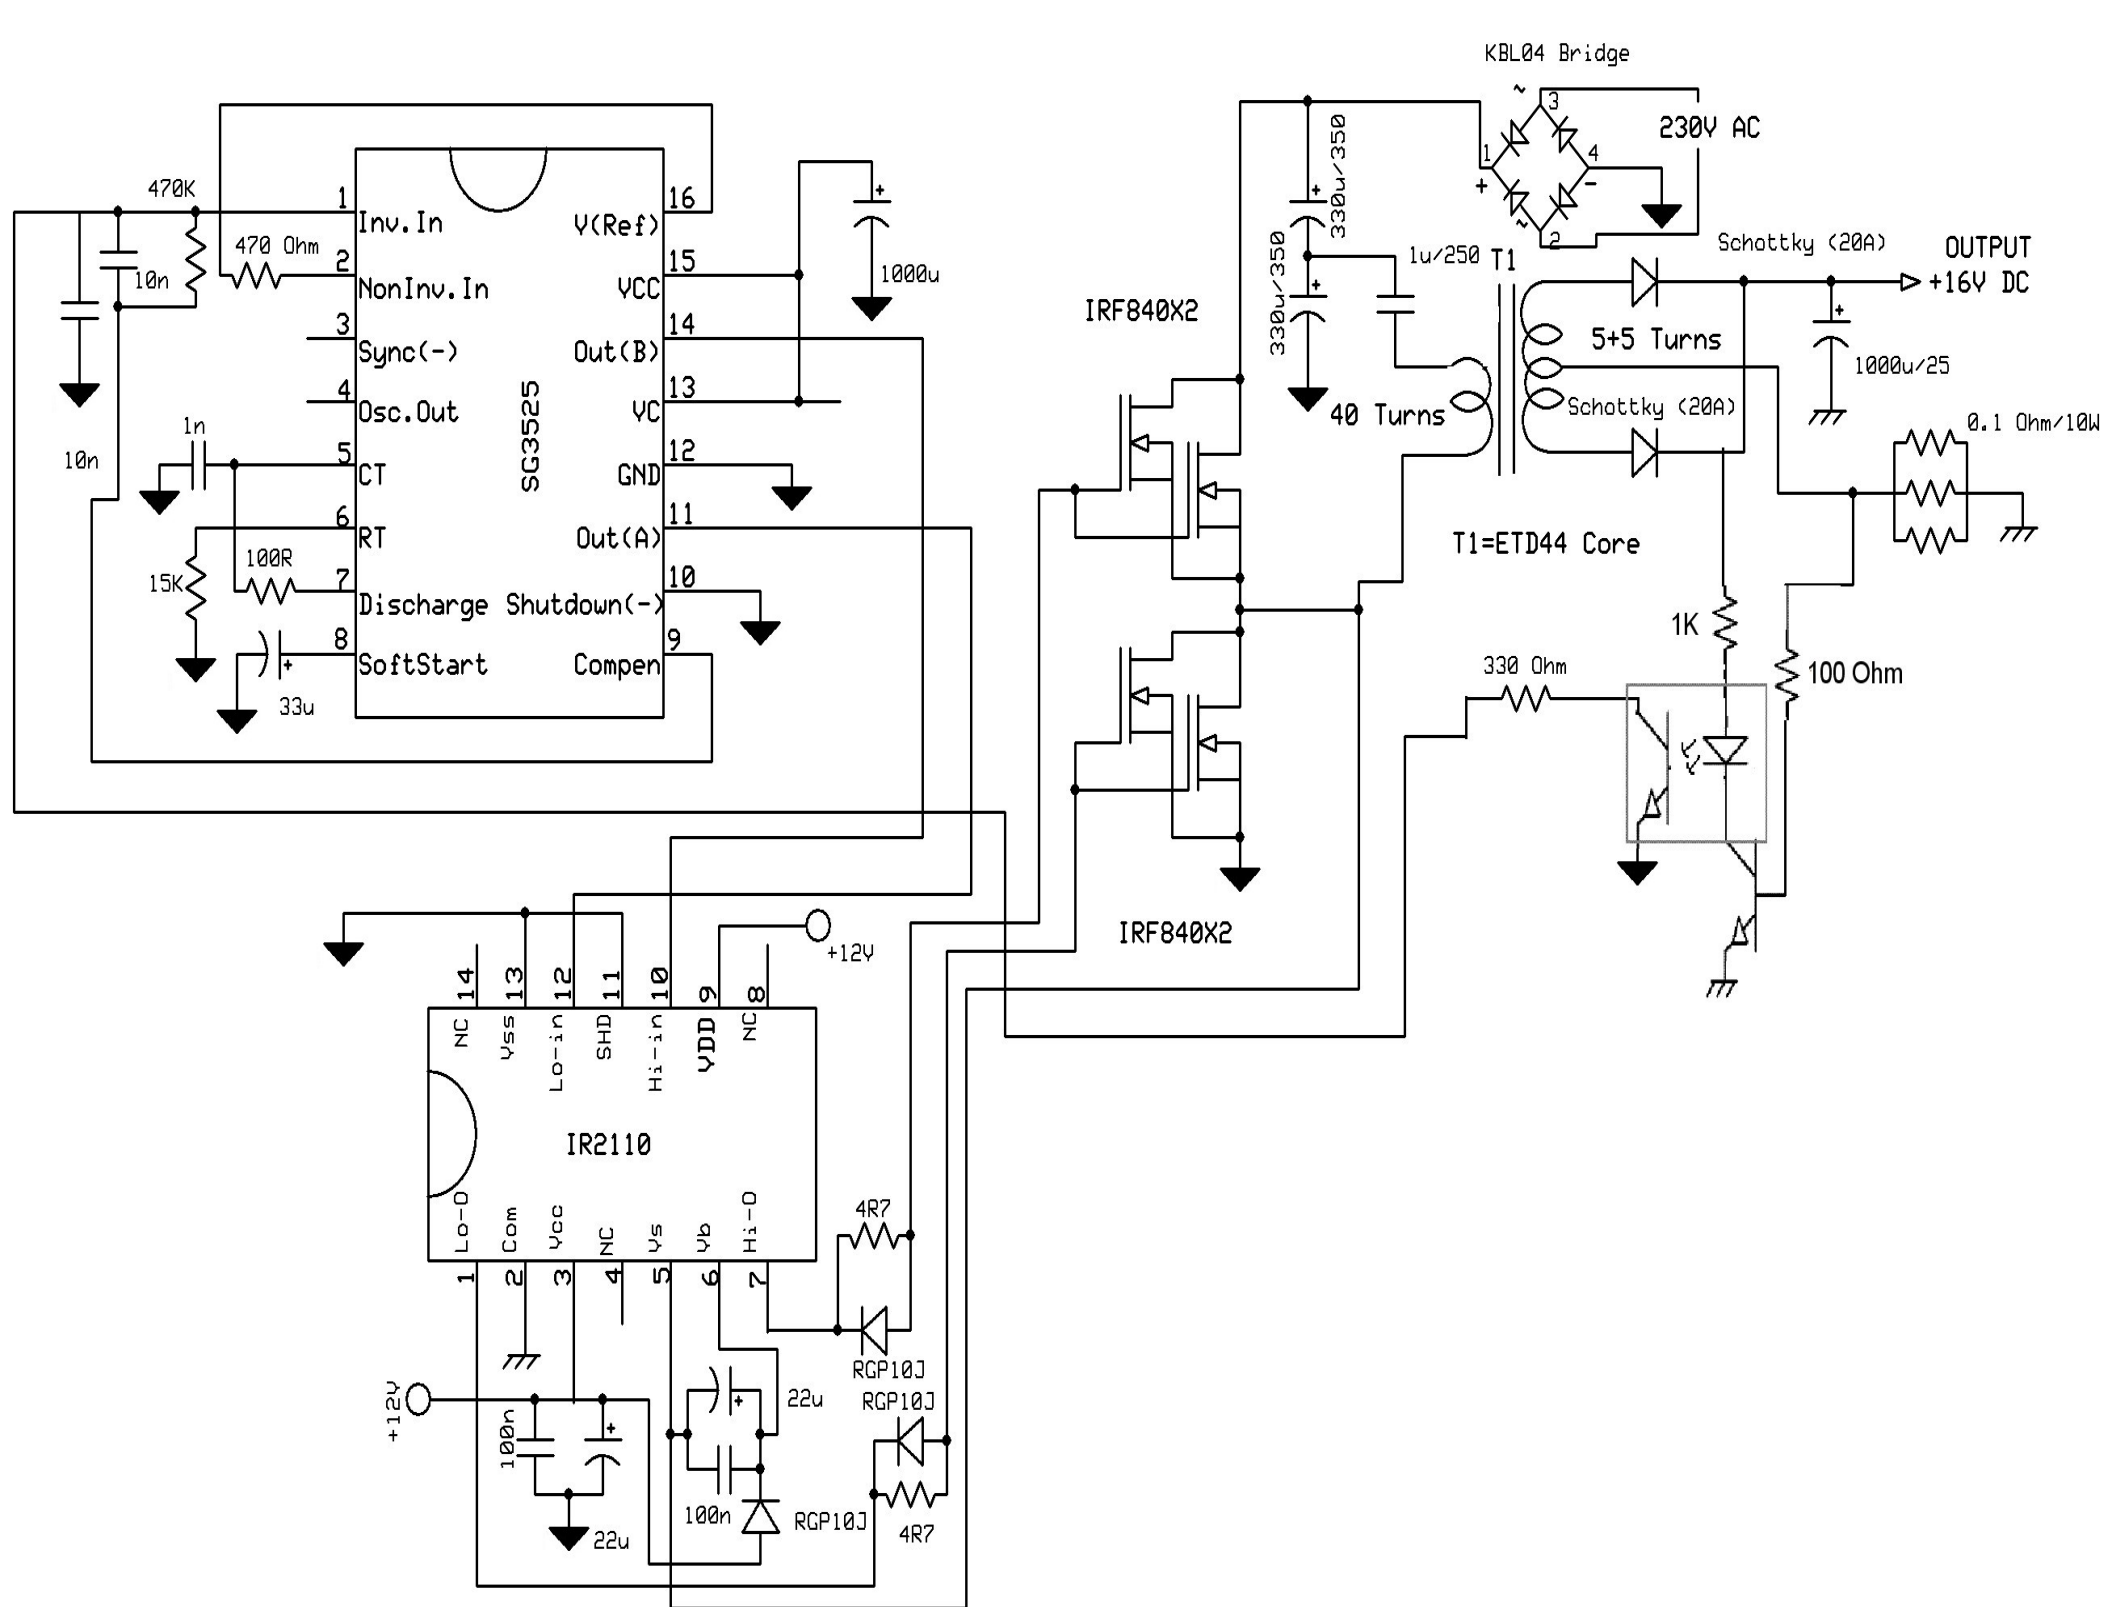 KBL04 Bridge
~
3
230V AC
1
4
+
-
~
2
330u/350
330u/350
1u/250
T1
Schottky (20A)
OUTPUT
+16V DC
5+5 Turns
Schottky (20A)
40 Turns
+
1000u/25
0.1 Ohm/10W
T1=ETD44 Core
IRF840X2
IRF840X2
1K
100 Ohm
330 Ohm
470K
10n
10n
470 Ohm
1n
15K
100R
33u
+
1000u
+
SG3525
1
Inv.In
2
NonInv.In
3
Sync(-)
4
Osc.Out
5
CT
6
RT
7
Discharge
8
SoftStart
16
V(Ref)
15
VCC
14
Out(B)
13
VC
12
GND
11
Out(A)
10
Shutdown(-)
9
Compen
+12V
14
13
12
11
10
9
8
NC
Vss
Lo-in
SHD
Hi-in
VDD
NC
IR2110
Lo-O
Com
Vcc
NC
Vs
Vb
Hi-O
1
2
3
4
5
6
7
4R7
RGP10J
RGP10J
4R7
+12V
100n
+
22u
+
22u
100n
RGP10J
+
+